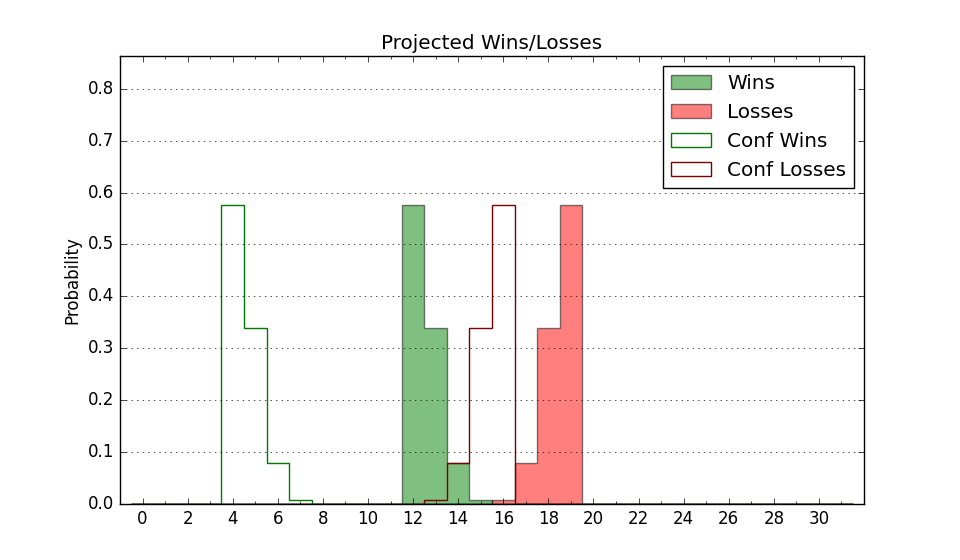 Projected Wins/Losses
Wins
Losses
Conf Wins
Conf Losses
Probability
0.8
0.7
0.6
0.5
0.4
0.3
0.2
0.1
0.0
0 2 4 6 8 10 12 14 16 18 20 22 24 26 28 30